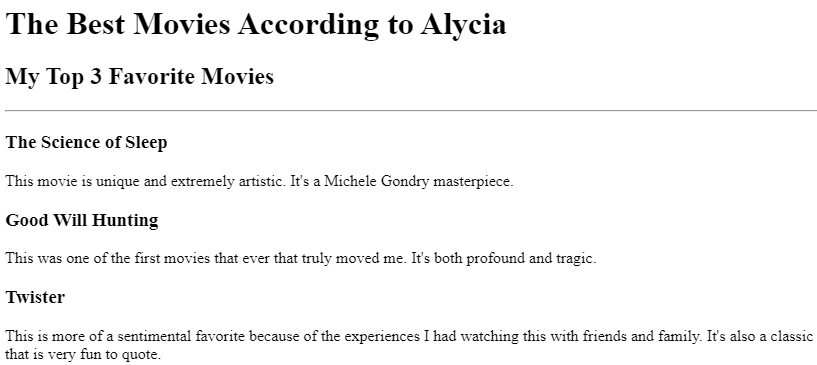 The Best Movies According to Alycia
My Top 3 Favorite Movies
The Science of Sleep
This movie is unique and extremely artistic. It's a Michele Gondry masterpiece.
Good Will Hunting
This was one of the first movies that ever that truly moved me. It's both profound and tragic.
Twister
This is more of a sentimental favorite because of the experiences I had watching this with friends and family. It's also a classic
that is very fun to quote.